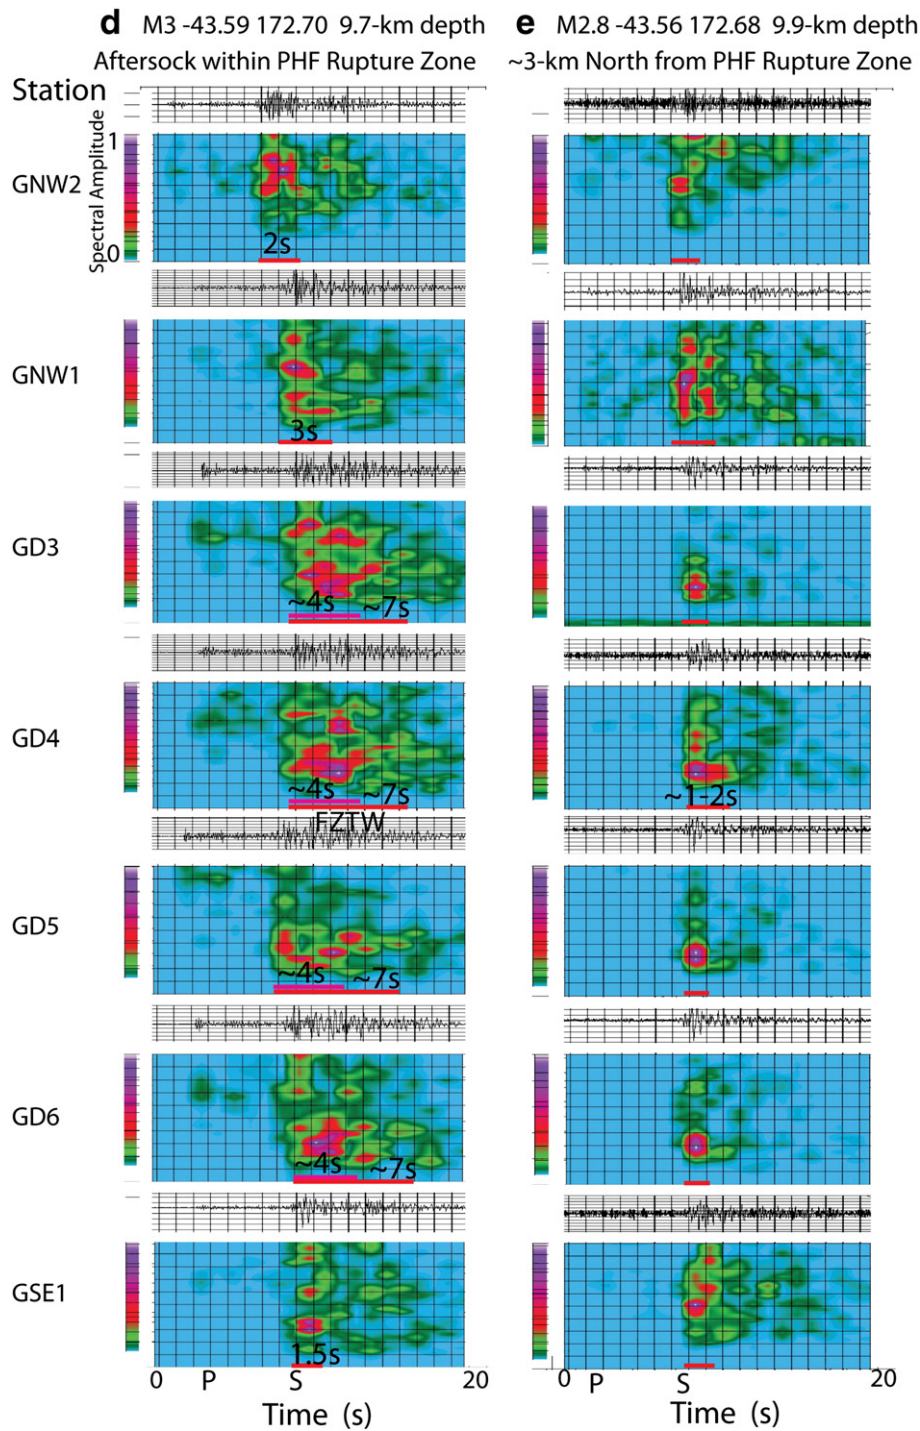 d M3 -43.59 172.70 9.7-km depth
Aftersock within PHF Rupture Zone
e M2.8 -43.56 172.68 9.9-km depth
~3-km North from PHF Rupture Zone
Station
Spectral Amplitude
1
0
GNW2
2s
GNW1
3s
GD3
~4s ~7s
GD4
~4s ~7s
~1-2s
FZTW
GD5
~4s ~7s
GD6
~4s ~7s
GSE1
1.5s
0 P S 20
Time (s)
0 P S 20
Time (s)